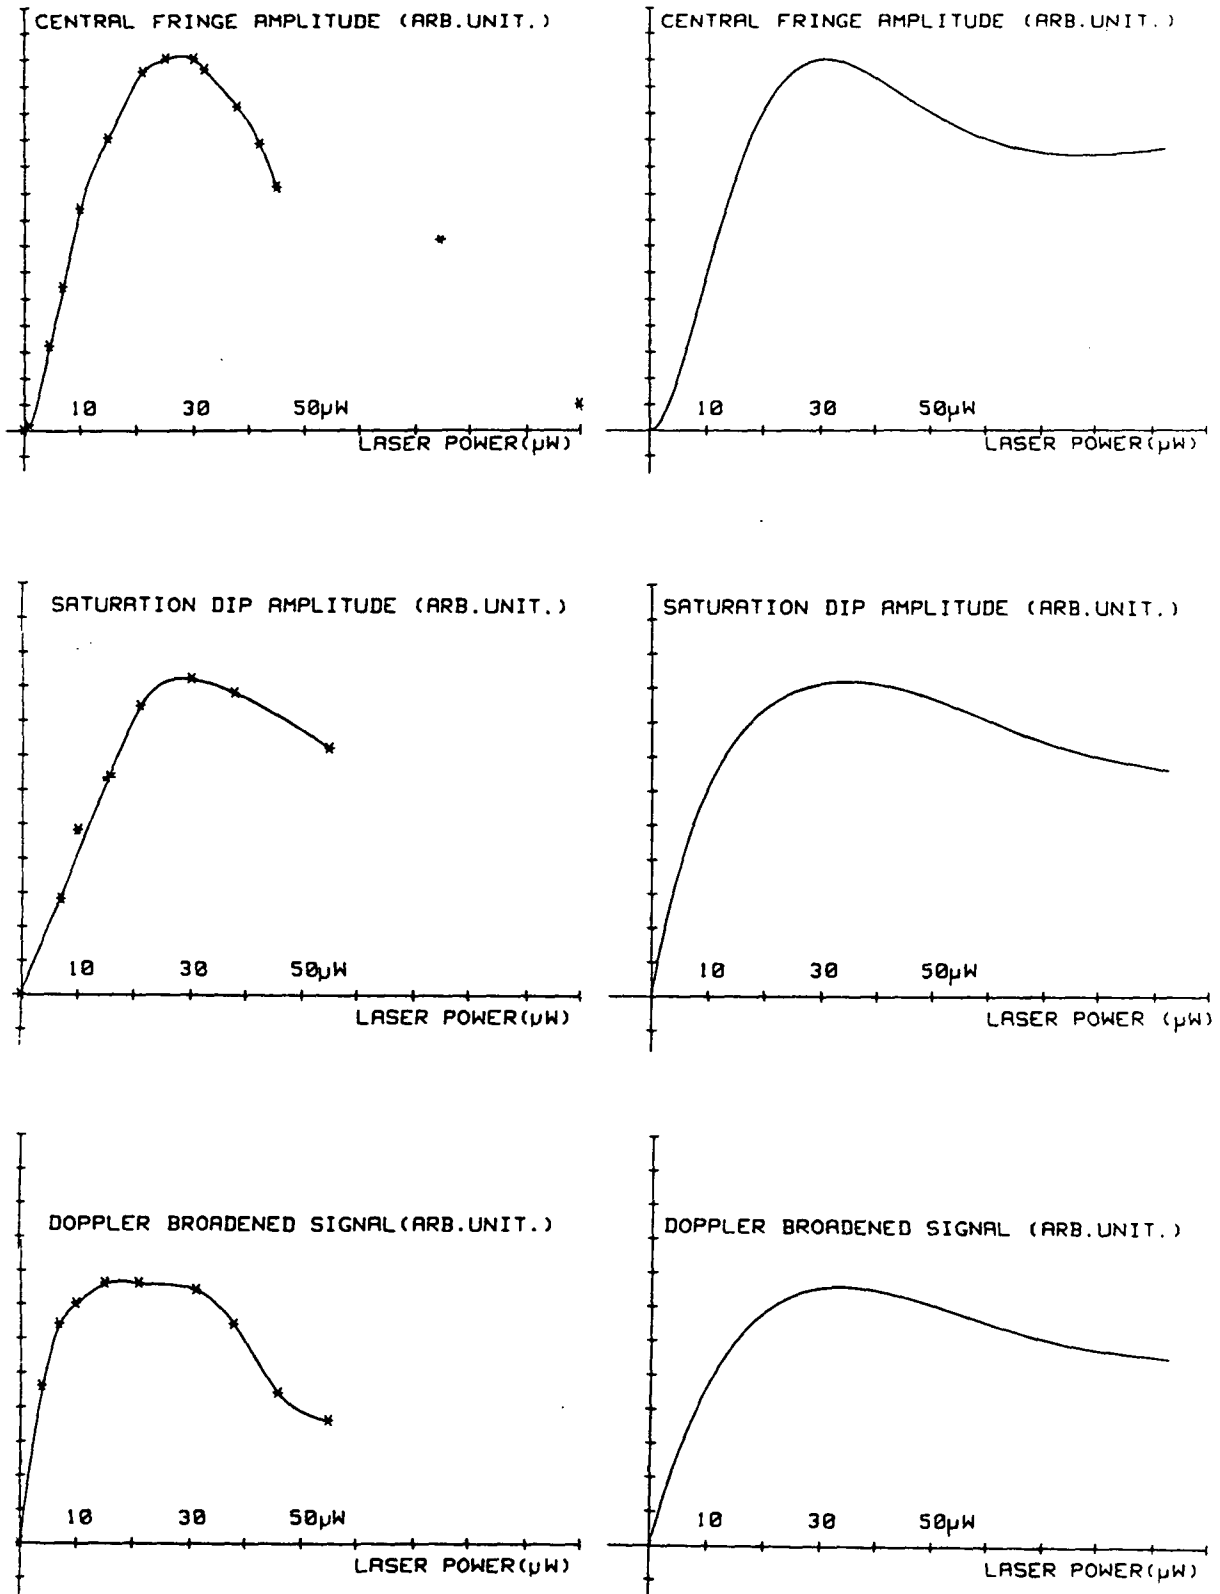 CENTRAL FRINGE AMPLITUDE (ARB.UNIT.)
10 30 50µW
LASER POWER(µW)
CENTRAL FRINGE AMPLITUDE (ARB.UNIT.)
10 30 50µW
LASER POWER(µW)
SATURATION DIP AMPLITUDE (ARB.UNIT.)
10 30 50µW
LASER POWER(µW)
SATURATION DIP AMPLITUDE (ARB.UNIT.)
10 30 50µW
LASER POWER (µW)
DOPPLER BROADENED SIGNAL(ARB.UNIT.)
10 30 50µW
LASER POWER(µW)
DOPPLER BROADENED SIGNAL (ARB.UNIT.)
10 30 50µW
LASER POWER(µW)